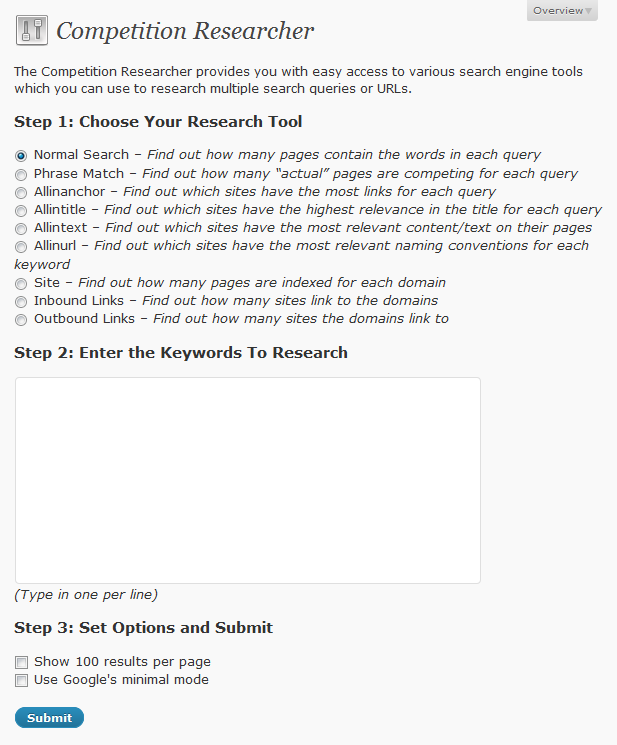 Overview
Competition Researcher
The Competition Researcher provides you with easy access to various search engine tools
which you can use to research multiple search queries or URLs.
Step 1: Choose Your Research Tool
Normal Search – Find out how many pages contain the words in each query
Phrase Match – Find out how many “actual” pages are competing for each query
Allinanchor – Find out which sites have the most links for each query
Allintitle – Find out which sites have the highest relevance in the title for each query
Allintext – Find out which sites have the most relevant content/text on their pages
Allinurl – Find out which sites have the most relevant naming conventions for each
keyword
Site – Find out how many pages are indexed for each domain
Inbound Links – Find out how many sites link to the domains
Outbound Links – Find out how many sites the domains link to
Step 2: Enter the Keywords To Research
(Type in one per line)
Step 3: Set Options and Submit
Show 100 results per page
Use Google's minimal mode
Submit